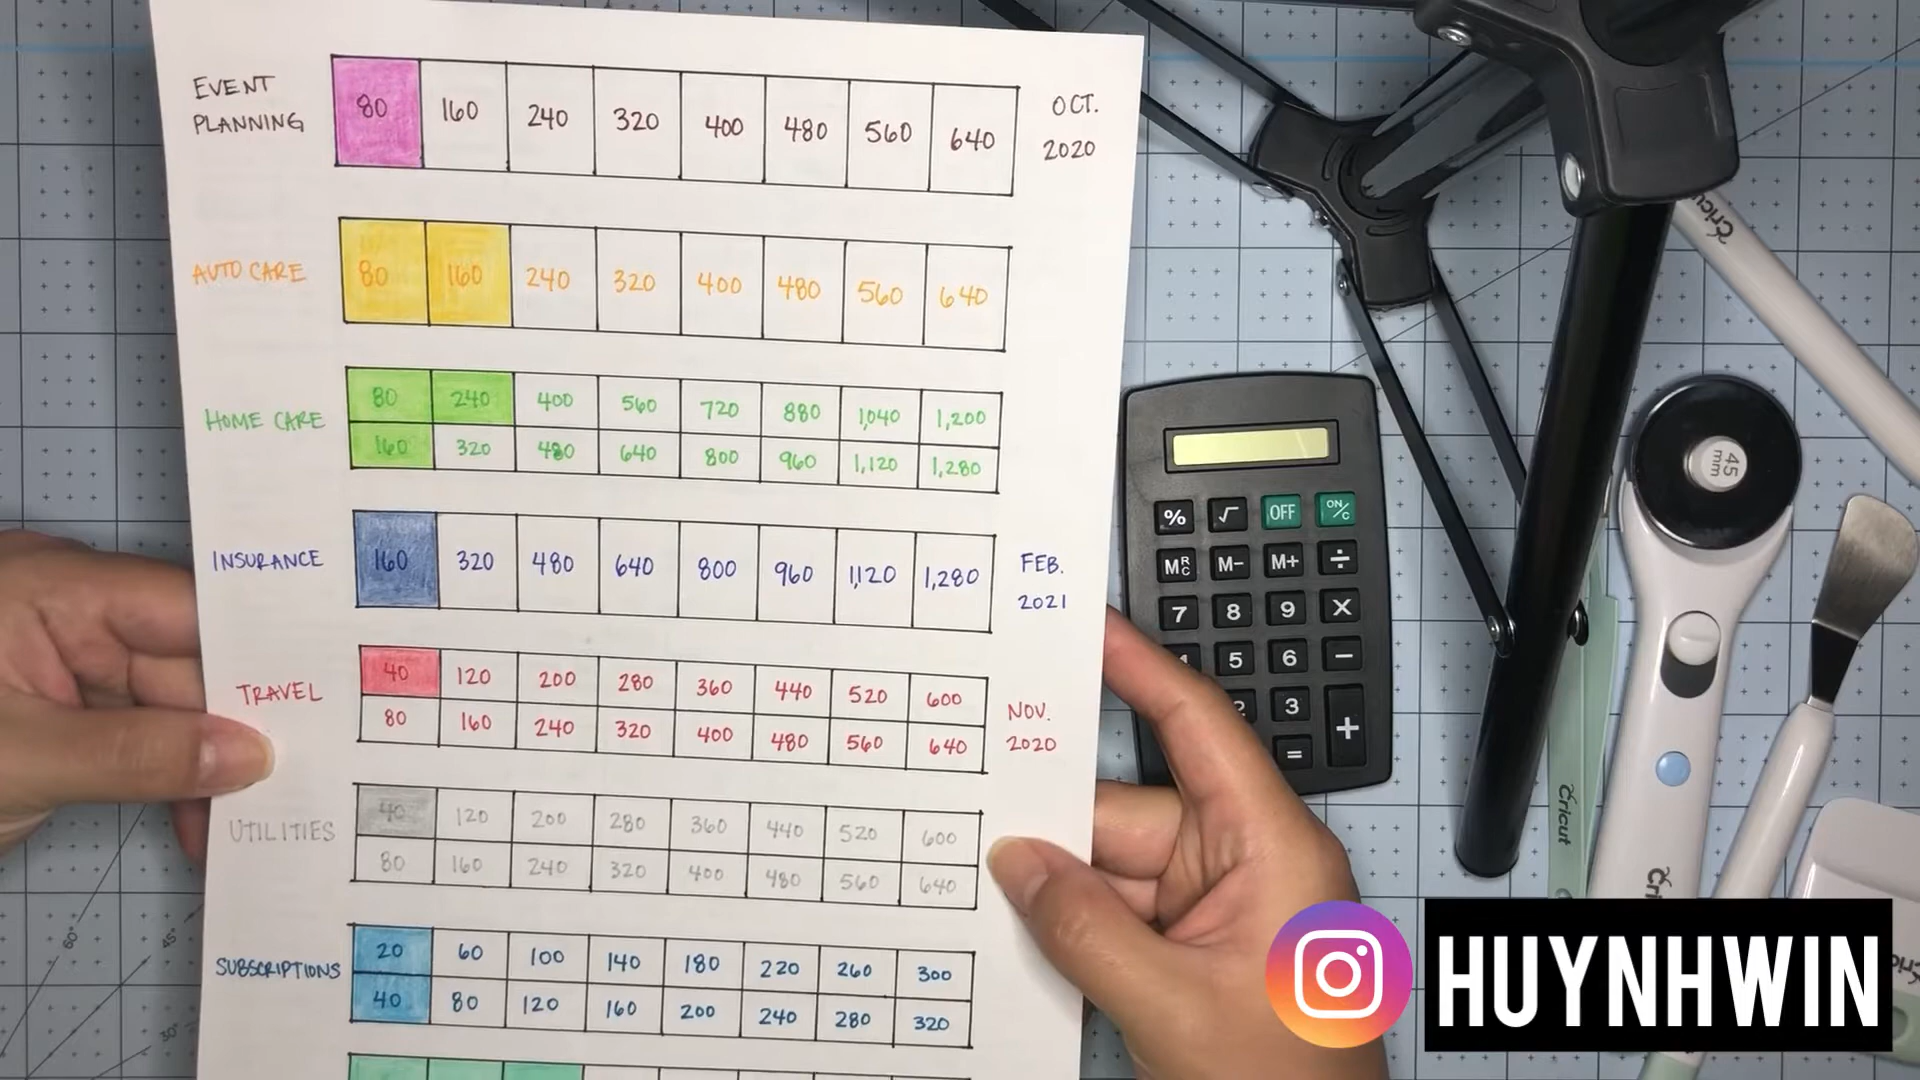 EVENT PLANNING
80 160 240 320 400 480 560 640
OCT. 2020
AUTO CARE
80 160 240 320 400 480 560 640
HOME CARE
80 240 400 560 720 880 1,040 1,200
160 320 480 640 800 960 1,120 1,280
INSURANCE
160 320 480 640 800 960 1,120 1,280
FEB. 2021
TRAVEL
40 120 200 280 360 440 520 600
80 160 240 320 400 480 560 640
NOV. 2020
UTILITIES
40 120 200 280 360 440 520 600
80 160 240 320 400 480 560 640
SUBSCRIPTIONS
20 60 100 140 180 220 260 300
40 80 120 160 200 240 280 320
% √ OFF ON/C
MRC M- M+ ÷
7 8 9 X
4 5 6 −
2 3 +
=
cricut
45 mm
cricut
60° 45° 30°
HUYNHWIN